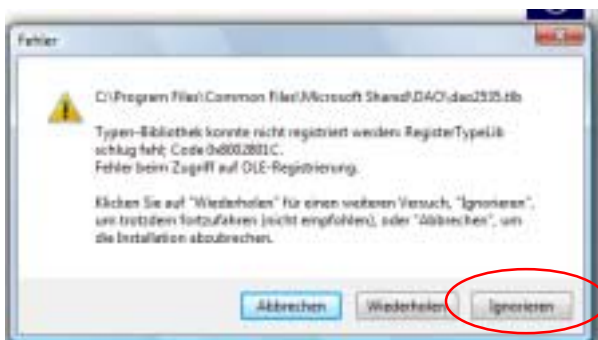 Fehler
C:\Program Files\Common Files\Microsoft Shared\DAO\dao2535.tlb
Typen-Bibliothek konnte nicht registriert werden: RegisterTypeLib
schlug fehl; Code 0x8002801C.
Fehler beim Zugriff auf OLE-Registrierung.
Klicken Sie auf "Wiederholen" für einen weiteren Versuch, "Ignorieren",
um trotzdem fortzufahren (nicht empfohlen), oder "Abbrechen", um
die Installation abzubrechen.
Abbrechen Wiederholen Ignorieren